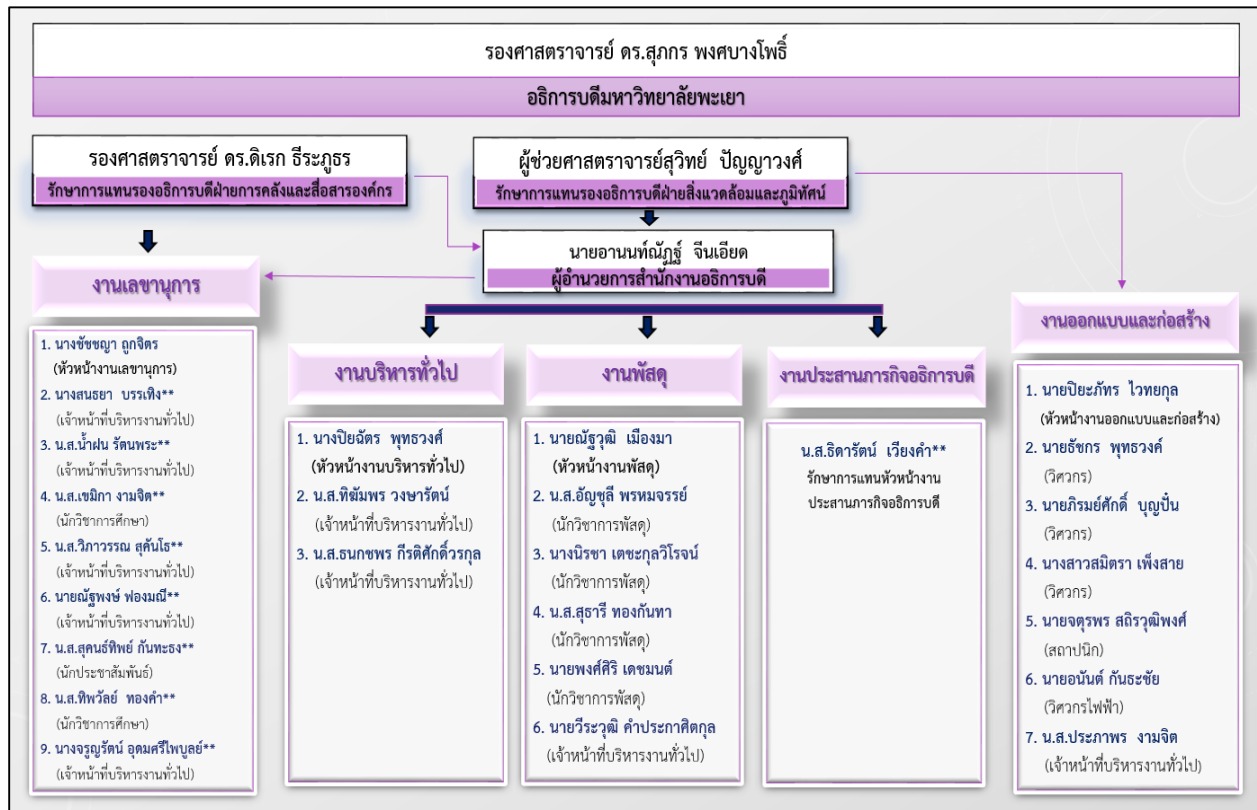 รองศาสตราจารย์ ดร.สุภกร พงศบางโพธิ์
อธิการบดีมหาวิทยาลัยพะเยา
รองศาสตราจารย์ ดร.ดิเรก ธีระภูธร
รักษาการแทนรองอธิการบดีฝ่ายการคลังและสื่อสารองค์กร
ผู้ช่วยศาสตราจารย์สุวิทย์ ปัญญาวงศ์
รักษาการแทนรองอธิการบดีฝ่ายสิ่งแวดล้อมและภูมิทัศน์
นายอานนท์ณัฏฐ์ จีนเอียด
ผู้อำนวยการสำนักงานอธิการบดี
งานเลขานุการ
1. นางชัชชญา ถูกจิตร
(หัวหน้างานเลขานุการ)
2. นางสนธยา บรรเทิง**
(เจ้าหน้าที่บริหารงานทั่วไป)
3. น.ส.น้ำฝน รัตนพระ**
(เจ้าหน้าที่บริหารงานทั่วไป)
4. น.ส.เขมิกา งามจิต**
(นักวิชาการศึกษา)
5. น.ส.วิภาวรรณ สุคันโธ**
(เจ้าหน้าที่บริหารงานทั่วไป)
6. นายณัฐพงษ์ ฟองมณี**
(เจ้าหน้าที่บริหารงานทั่วไป)
7. น.ส.สุคนธ์ทิพย์ กันทะธง**
(นักประชาสัมพันธ์)
8. น.ส.ทิพวัลย์ ทองคำ**
(นักวิชาการศึกษา)
9. นางจรูญรัตน์ อุดมศรีไพบูลย์**
(เจ้าหน้าที่บริหารงานทั่วไป)
งานบริหารทั่วไป
1. นางปิยฉัตร พุทธวงศ์
(หัวหน้างานบริหารทั่วไป)
2. น.ส.ทิฆัมพร วงษารัตน์
(เจ้าหน้าที่บริหารงานทั่วไป)
3. น.ส.ธนกชพร กีรติศักดิ์วรกุล
(เจ้าหน้าที่บริหารงานทั่วไป)
งานพัสดุ
1. นายณัฐวุฒิ เมืองมา
(หัวหน้างานพัสดุ)
2. น.ส.อัญชุลี พรหมจรรย์
(นักวิชาการพัสดุ)
3. นางนิรชา เตชะกุลวิโรจน์
(นักวิชาการพัสดุ)
4. น.ส.สุธารี ทองกันทา
(นักวิชาการพัสดุ)
5. นายพงศ์ศิริ เดชมนต์
(นักวิชาการพัสดุ)
6. นายวีระวุฒิ คำประกาศิตกุล
(เจ้าหน้าที่บริหารงานทั่วไป)
งานประสานภารกิจอธิการบดี
น.ส.ธิดารัตน์ เวียงคำ**
รักษาการแทนหัวหน้างาน
ประสานภารกิจอธิการบดี
งานออกแบบและก่อสร้าง
1. นายปิยะภัทร ไวทยกุล
(หัวหน้างานออกแบบและก่อสร้าง)
2. นายธัชกร พุทธวงค์
(วิศวกร)
3. นายภิรมย์ศักดิ์ บุญปั๋น
(วิศวกร)
4. นางสาวสมิตรา เพ็งสาย
(วิศวกร)
5. นายจตุรพร สถิรวุฒิพงศ์
(สถาปนิก)
6. นายอนันต์ กันธะชัย
(วิศวกรไฟฟ้า)
7. น.ส.ประภาพร งามจิต
(เจ้าหน้าที่บริหารงานทั่วไป)